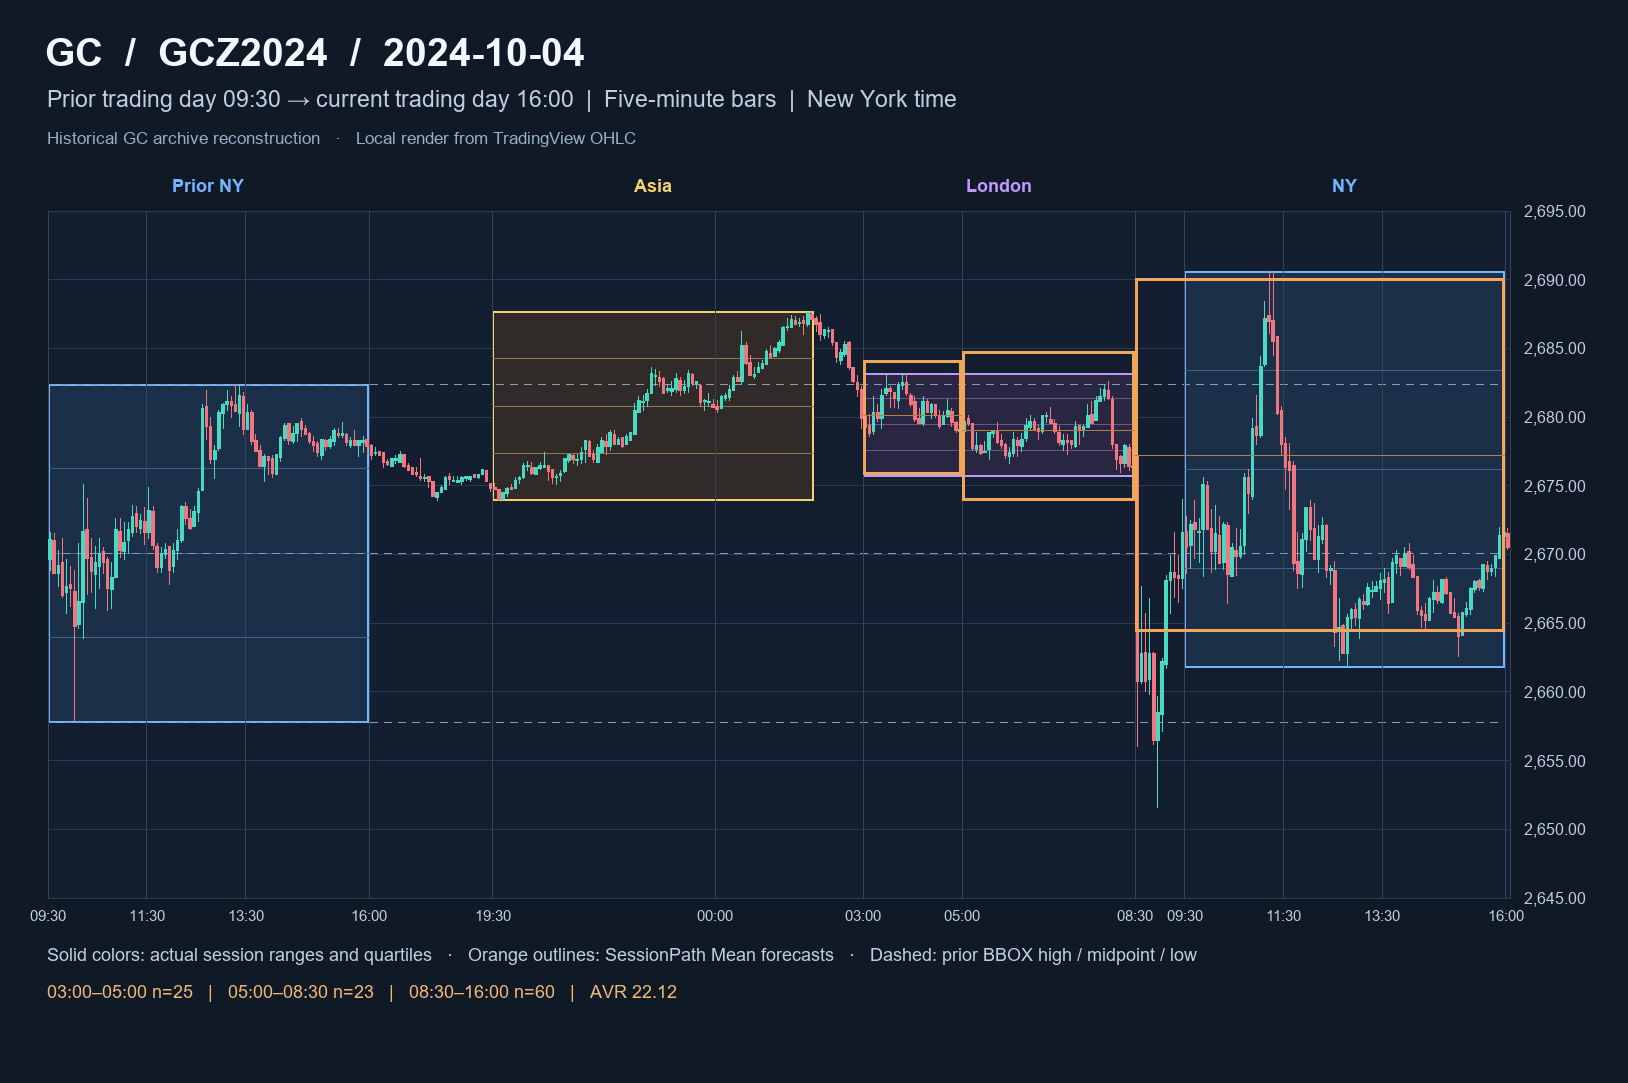 GC / GCZ2024 / 2024-10-04
Prior trading day 09:30 → current trading day 16:00 | Five-minute bars | New York time
Historical GC archive reconstruction · Local render from TradingView OHLC
Prior NY Asia London NY
2,695.00
2,690.00
2,685.00
2,680.00
2,675.00
2,670.00
2,665.00
2,660.00
2,655.00
2,650.00
2,645.00
09:30 11:30 13:30 16:00 19:30 00:00 03:00 05:00 08:30 09:30 11:30 13:30 16:00
Solid colors: actual session ranges and quartiles · Orange outlines: SessionPath Mean forecasts · Dashed: prior BBOX high / midpoint / low
03:00–05:00 n=25 | 05:00–08:30 n=23 | 08:30–16:00 n=60 | AVR 22.12